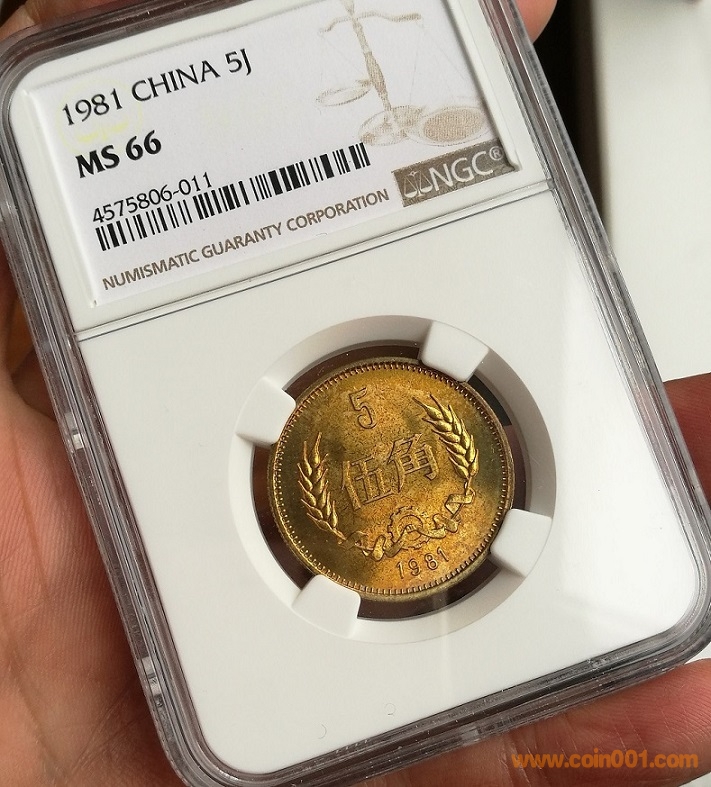 1981 CHINA 5J
MS 66
4575806-011
NGC®
NUMISMATIC GUARANTY CORPORATION
5
伍角
1981
www.coin001.com